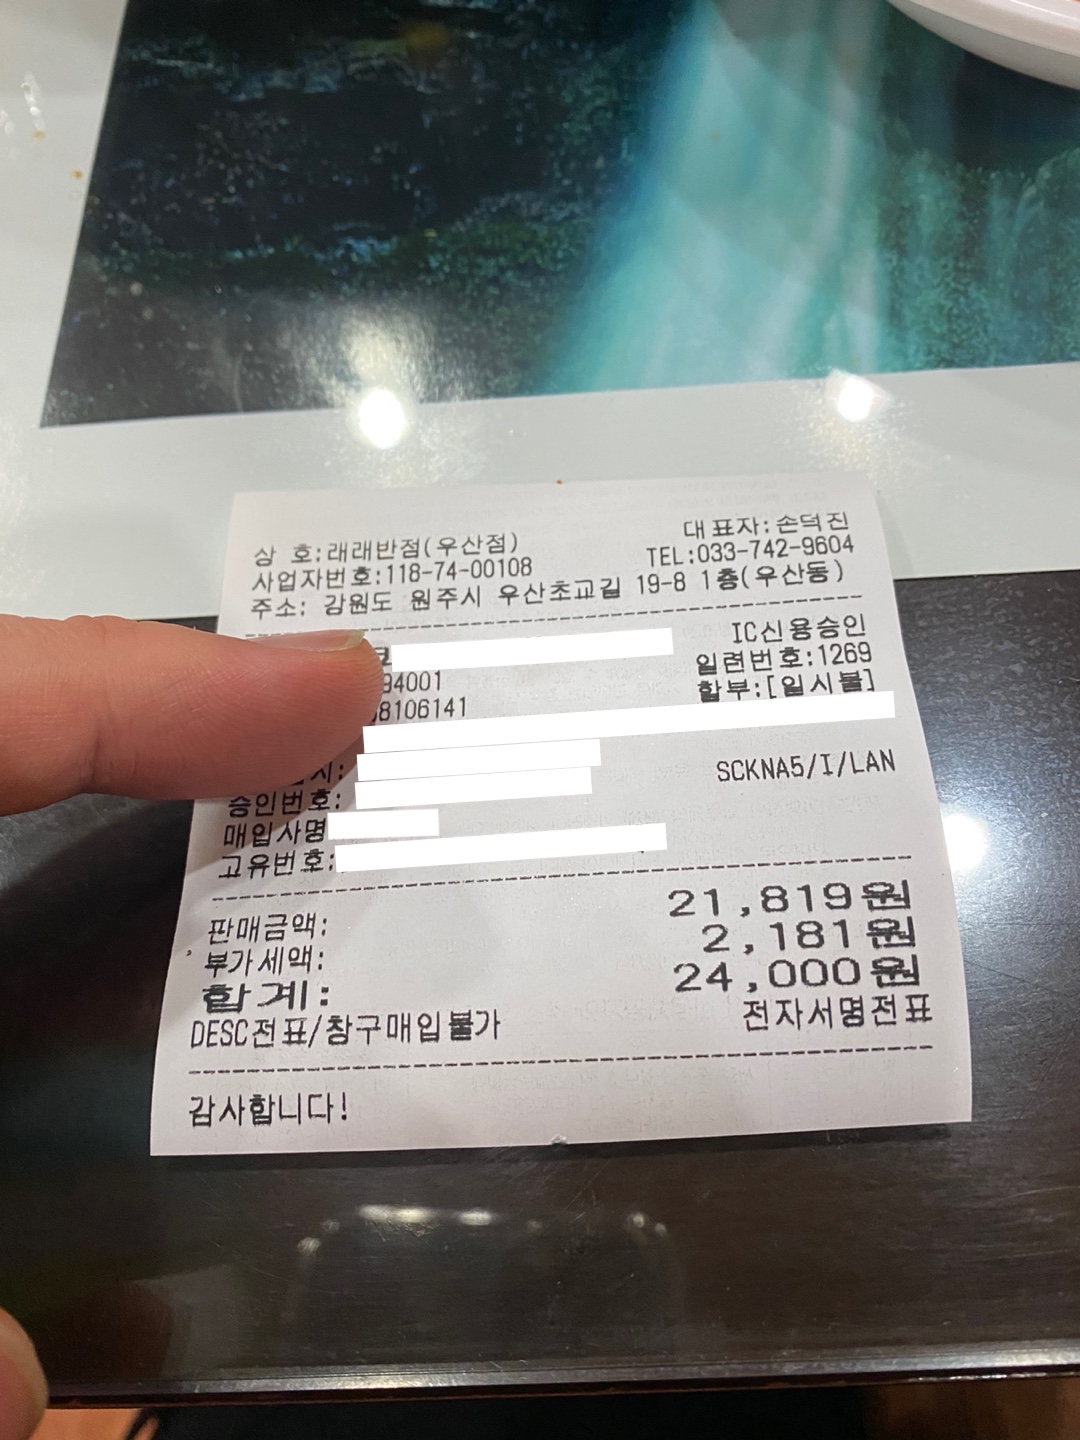 대표자:손덕진
상 호:래래반점(우산점)
TEL:033-742-9604
사업자번호:118-74-00108
주소: 강원도 원주시 우산초교길 19-8 1층(우산동)
IC신용승인
94001 일련번호:1269
8106141 할부:[일시불]
지:
SCKNA5/I/LAN
승인번호:
매입사명
고유번호:
판매금액: 21,819원
부가세액: 2,181원
합계: 24,000원
DESC전표/창구매입불가 전자서명전표
감사합니다!